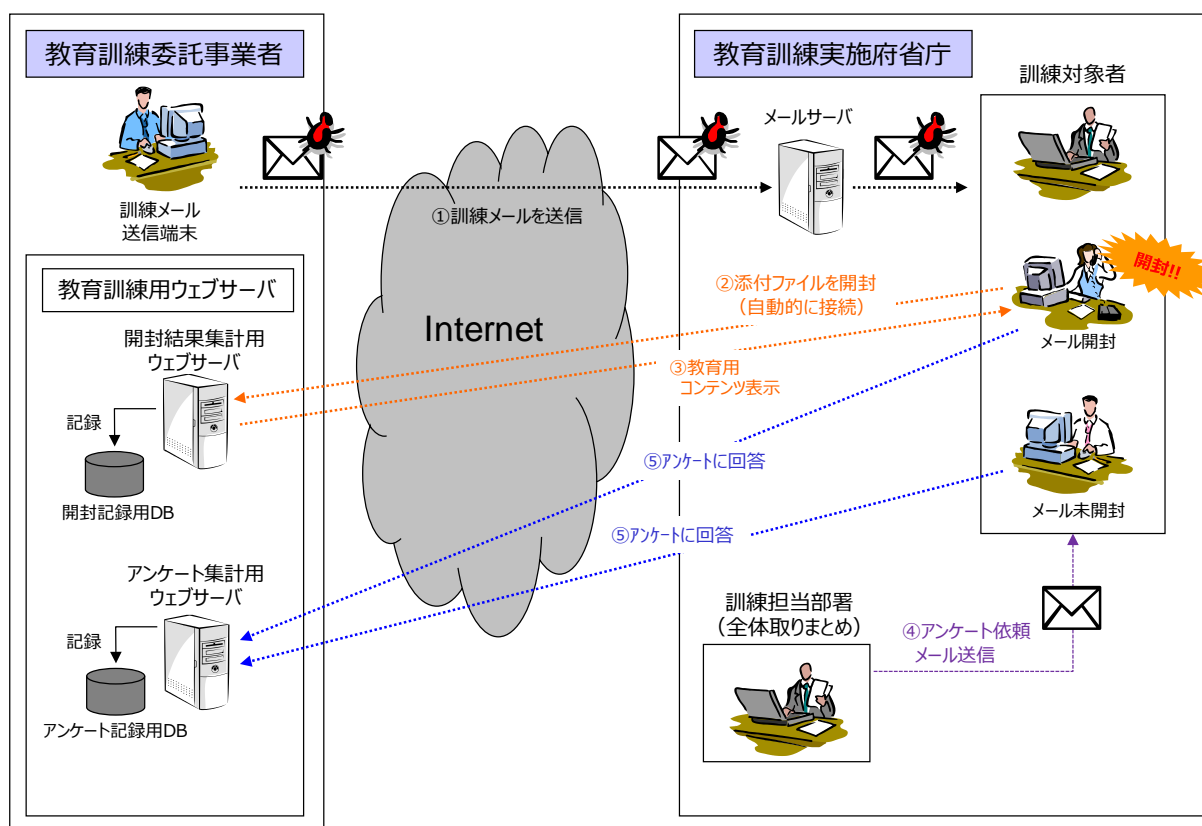 教育訓練委託事業者
訓練メール
送信端末
教育訓練用ウェブサーバ
開封結果集計用
ウェブサーバ
記録
開封記録用DB
アンケート集計用
ウェブサーバ
記録
アンケート記録用DB
Internet
①訓練メールを送信
②添付ファイルを開封
（自動的に接続）
③教育用
コンテンツ表示
⑤アンケートに回答
⑤アンケートに回答
教育訓練実施府省庁
メールサーバ
訓練対象者
開封!!
メール開封
メール未開封
訓練担当部署
（全体取りまとめ）
④アンケート依頼
メール送信